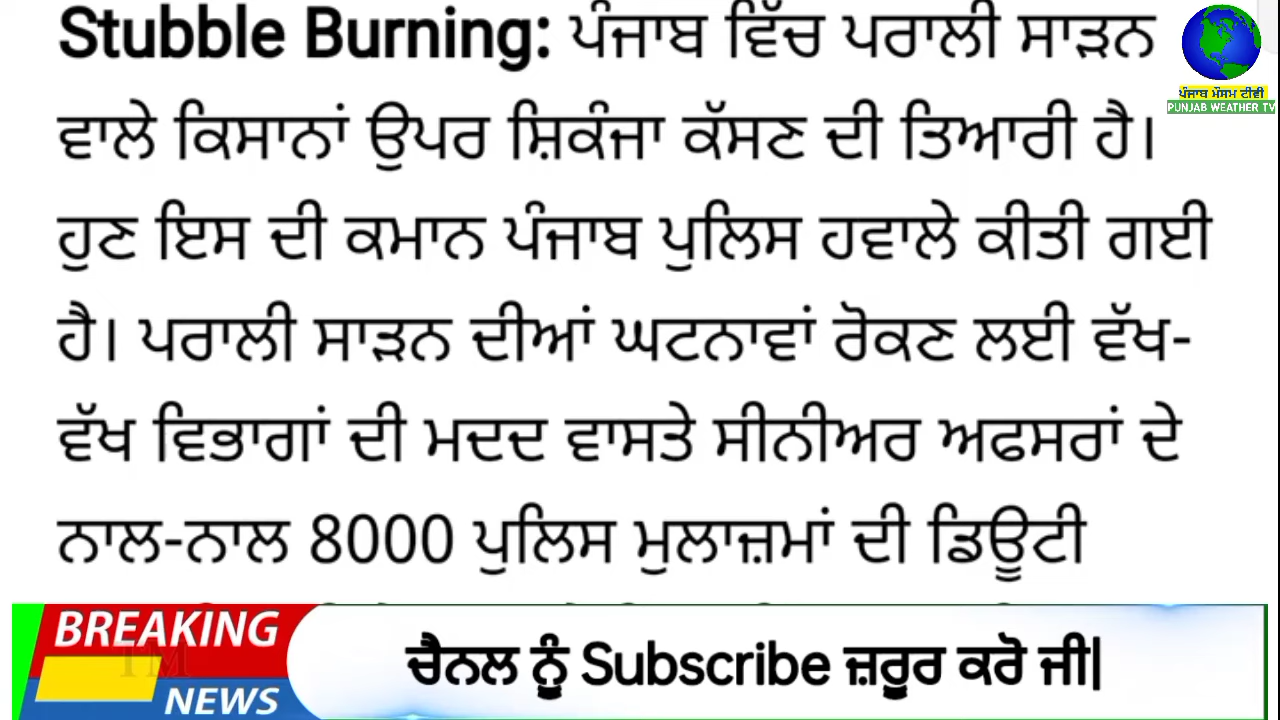 Stubble Burning: ਪੰਜਾਬ ਵਿੱਚ ਪਰਾਲੀ ਸਾੜਨ
ਵਾਲੇ ਕਿਸਾਨਾਂ ਉਪਰ ਸ਼ਿਕੰਜਾ ਕੱਸਣ ਦੀ ਤਿਆਰੀ ਹੈ।
ਹੁਣ ਇਸ ਦੀ ਕਮਾਨ ਪੰਜਾਬ ਪੁਲਿਸ ਹਵਾਲੇ ਕੀਤੀ ਗਈ
ਹੈ। ਪਰਾਲੀ ਸਾੜਨ ਦੀਆਂ ਘਟਨਾਵਾਂ ਰੋਕਣ ਲਈ ਵੱਖ-
ਵੱਖ ਵਿਭਾਗਾਂ ਦੀ ਮਦਦ ਵਾਸਤੇ ਸੀਨੀਅਰ ਅਫਸਰਾਂ ਦੇ
ਨਾਲ-ਨਾਲ 8000 ਪੁਲਿਸ ਮੁਲਾਜ਼ਮਾਂ ਦੀ ਡਿਊਟੀ
ਪੰਜਾਬ ਮੌਸਮ ਟੀਵੀ
PUNJAB WEATHER TV
BREAKING
NEWS
ਚੈਨਲ ਨੂੰ Subscribe ਜ਼ਰੂਰ ਕਰੋ ਜੀ|